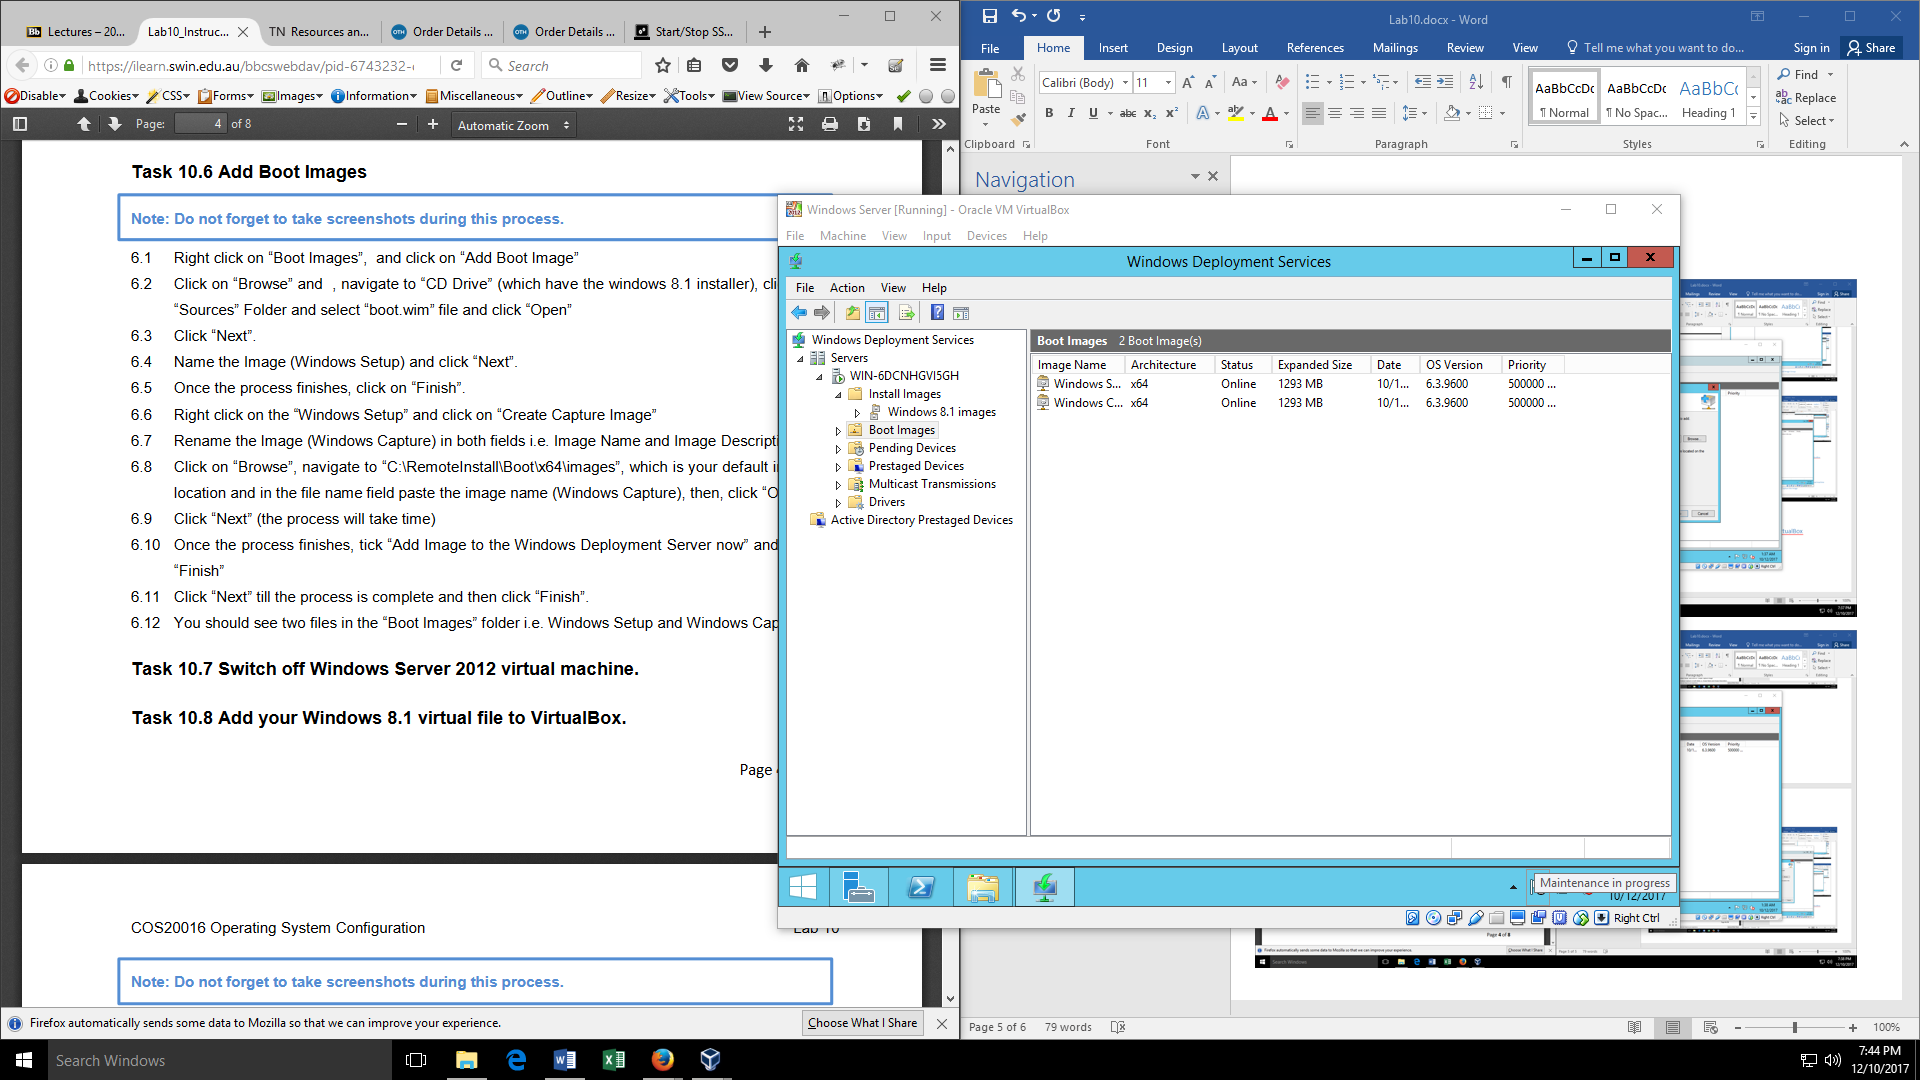 Lectures – 20...
Lab10_Instruc...
TN Resources an...
Order Details ...
Order Details ...
Start/Stop SS...
https://ilearn.swin.edu.au/bbcswebdav/pid-6743232-
Search
Disable
Cookies
CSS
Forms
Images
Information
Miscellaneous
Outline
Resize
Tools
View Source
Options
Page: 4 of 8
Automatic Zoom
Task 10.6 Add Boot Images
Note: Do not forget to take screenshots during this process.
6.1 Right click on “Boot Images”, and click on “Add Boot Image”
6.2 Click on “Browse” and , navigate to “CD Drive” (which have the windows 8.1 installer), cli
“Sources” Folder and select “boot.wim” file and click “Open”
6.3 Click “Next”.
6.4 Name the Image (Windows Setup) and click “Next”.
6.5 Once the process finishes, click on “Finish”.
6.6 Right click on the “Windows Setup” and click on “Create Capture Image”
6.7 Rename the Image (Windows Capture) in both fields i.e. Image Name and Image Descripti
6.8 Click on “Browse”, navigate to “C:\RemoteInstall\Boot\x64\images”, which is your default i
location and in the file name field paste the image name (Windows Capture), then, click “O
6.9 Click “Next” (the process will take time)
6.10 Once the process finishes, tick “Add Image to the Windows Deployment Server now” and
“Finish”
6.11 Click “Next” till the process is complete and then click “Finish”.
6.12 You should see two files in the “Boot Images” folder i.e. Windows Setup and Windows Cap
Task 10.7 Switch off Windows Server 2012 virtual machine.
Task 10.8 Add your Windows 8.1 virtual file to VirtualBox.
Page
COS20016 Operating System Configuration
Lab 10
Note: Do not forget to take screenshots during this process.
Firefox automatically sends some data to Mozilla so that we can improve your experience.
Choose What I Share
Lab10.docx - Word
File
Home
Insert
Design
Layout
References
Mailings
Review
View
Tell me what you want to do...
Sign in
Share
Paste
Clipboard
Calibri (Body)
11
Font
Paragraph
AaBbCcDc
¶ Normal
AaBbCcDc
¶ No Spac...
AaBbCc
Heading 1
Styles
Find
Replace
Select
Editing
Navigation
Windows Server [Running] - Oracle VM VirtualBox
File
Machine
View
Input
Devices
Help
Windows Deployment Services
File
Action
View
Help
Windows Deployment Services
Servers
WIN-6DCNHGVI5GH
Install Images
Windows 8.1 images
Boot Images
Pending Devices
Prestaged Devices
Multicast Transmissions
Drivers
Active Directory Prestaged Devices
Boot Images 2 Boot Image(s)
Image Name Architecture Status Expanded Size Date OS Version Priority
Windows S... x64 Online 1293 MB 10/1... 6.3.9600 500000 ...
Windows C... x64 Online 1293 MB 10/1... 6.3.9600 500000 ...
Maintenance in progress
10/12/2017
Right Ctrl
Page 5 of 6
79 words
100%
Search Windows
7:44 PM
12/10/2017